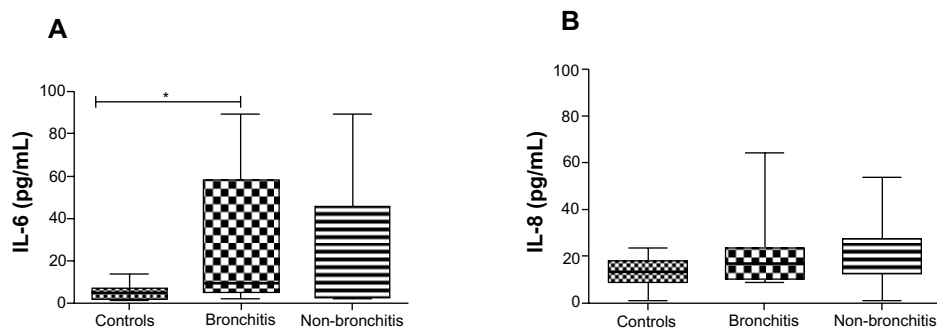 A
IL-6 (pg/mL)
100
80
60
40
20
0
*
Controls Bronchitis Non-bronchitis
B
IL-8 (pg/mL)
100
80
60
40
20
0
Controls Bronchitis Non-bronchitis